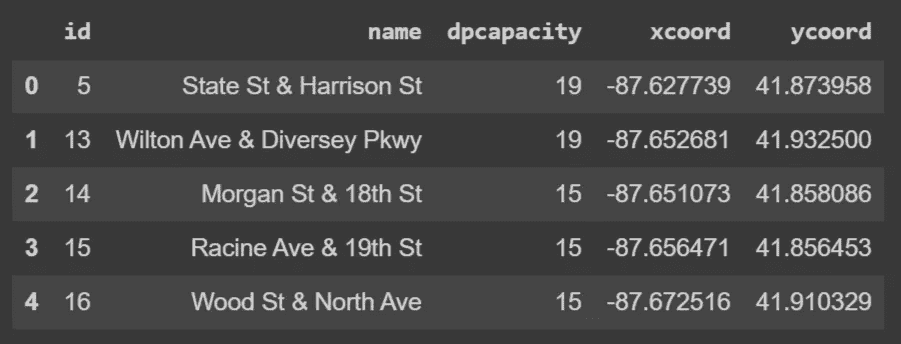 id name dpcapacity xcoord ycoord
0 5 State St & Harrison St 19 -87.627739 41.873958
1 13 Wilton Ave & Diversey Pkwy 19 -87.652681 41.932500
2 14 Morgan St & 18th St 15 -87.651073 41.858086
3 15 Racine Ave & 19th St 15 -87.656471 41.856453
4 16 Wood St & North Ave 15 -87.672516 41.910329